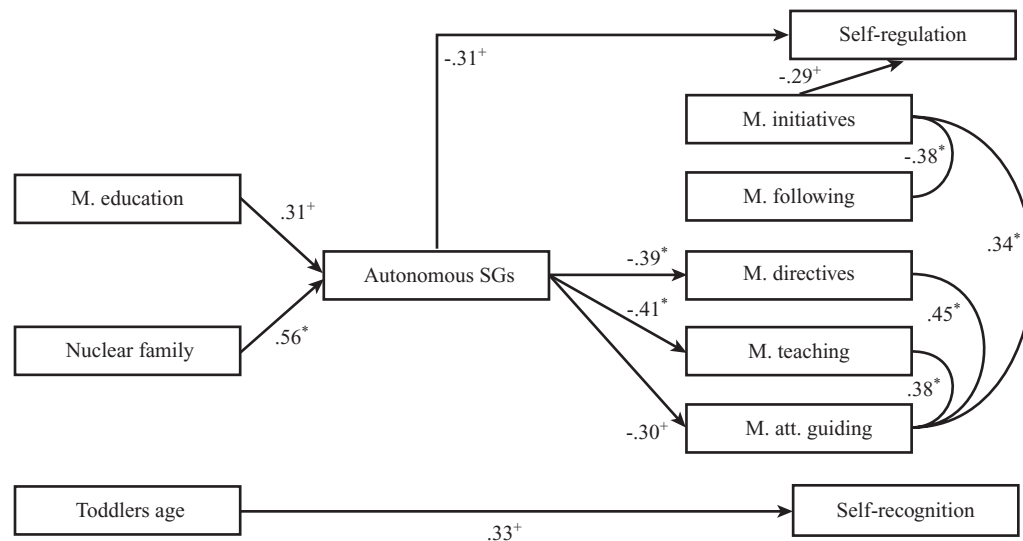 Self-regulation
-.31+
-.29+
M. initiatives
-.38*
M. education
M. following
.31+
.34*
Autonomous SGs
-.39*
M. directives
-.41*
.45*
Nuclear family
.56*
M. teaching
.38*
-.30+
M. att. guiding
Toddlers age
Self-recognition
.33+